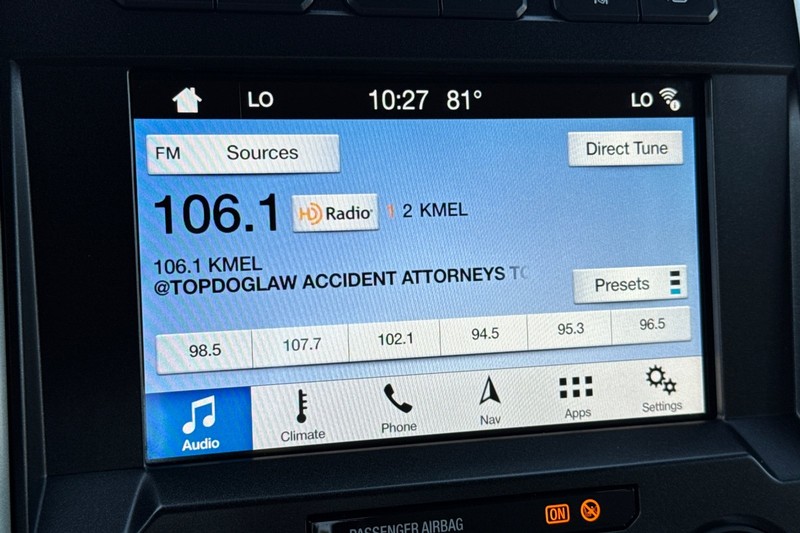 LO 10:27 81° LO
FM Sources Direct Tune
106.1 HD Radio 1 2 KMEL
106.1 KMEL
@TOPDOGLAW ACCIDENT ATTORNEYS TO
Presets
98.5 107.7 102.1 94.5 95.3 96.5
Audio Climate Phone Nav Apps Settings
PASSENGER AIRBAG ON